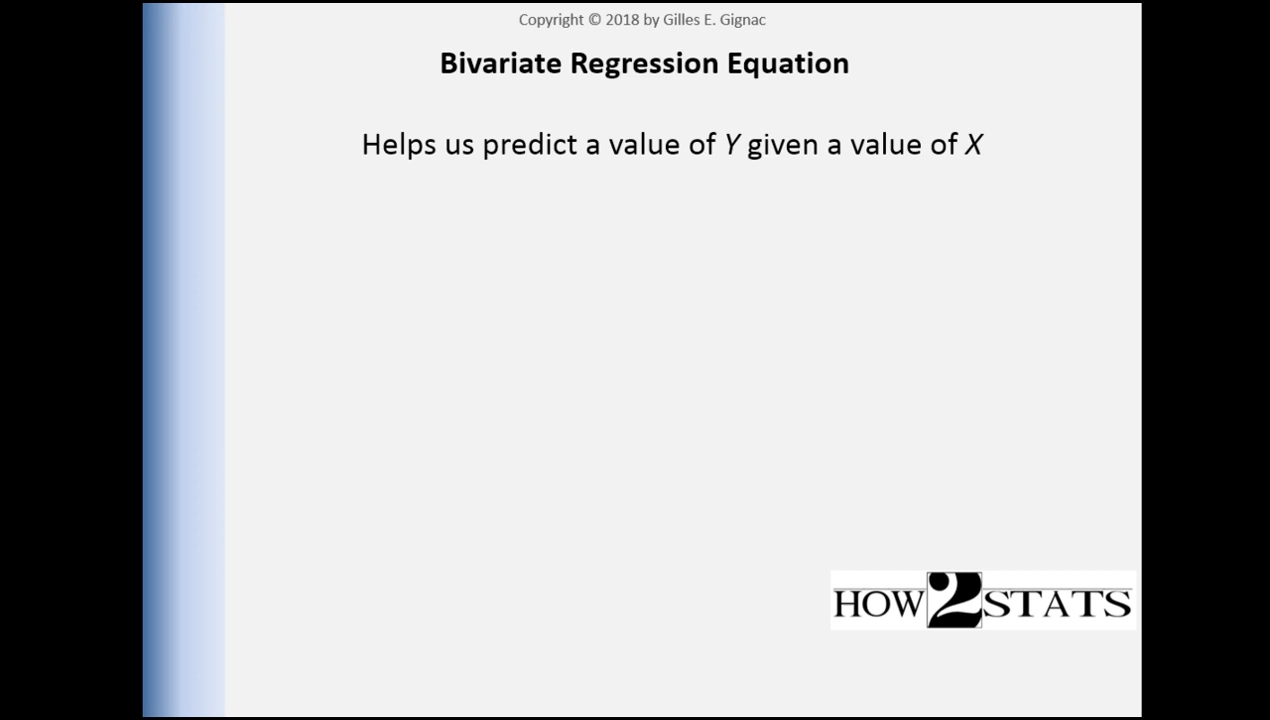 Copyright © 2018 by Gilles E. Gignac
Bivariate Regression Equation
Helps us predict a value of Y given a value of X
HOW2STATS